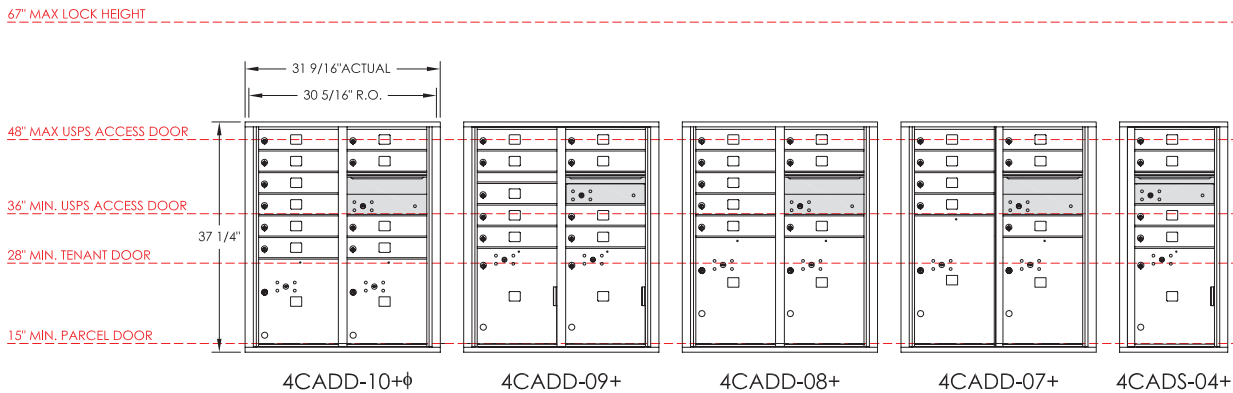 67" MAX LOCK HEIGHT
31 9/16"ACTUAL
30 5/16" R.O.
48" MAX USPS ACCESS DOOR
36" MIN. USPS ACCESS DOOR
37 1/4"
28" MIN. TENANT DOOR
15" MIN. PARCEL DOOR
4CADD-10+ϕ
4CADD-09+
4CADD-08+
4CADD-07+
4CADS-04+